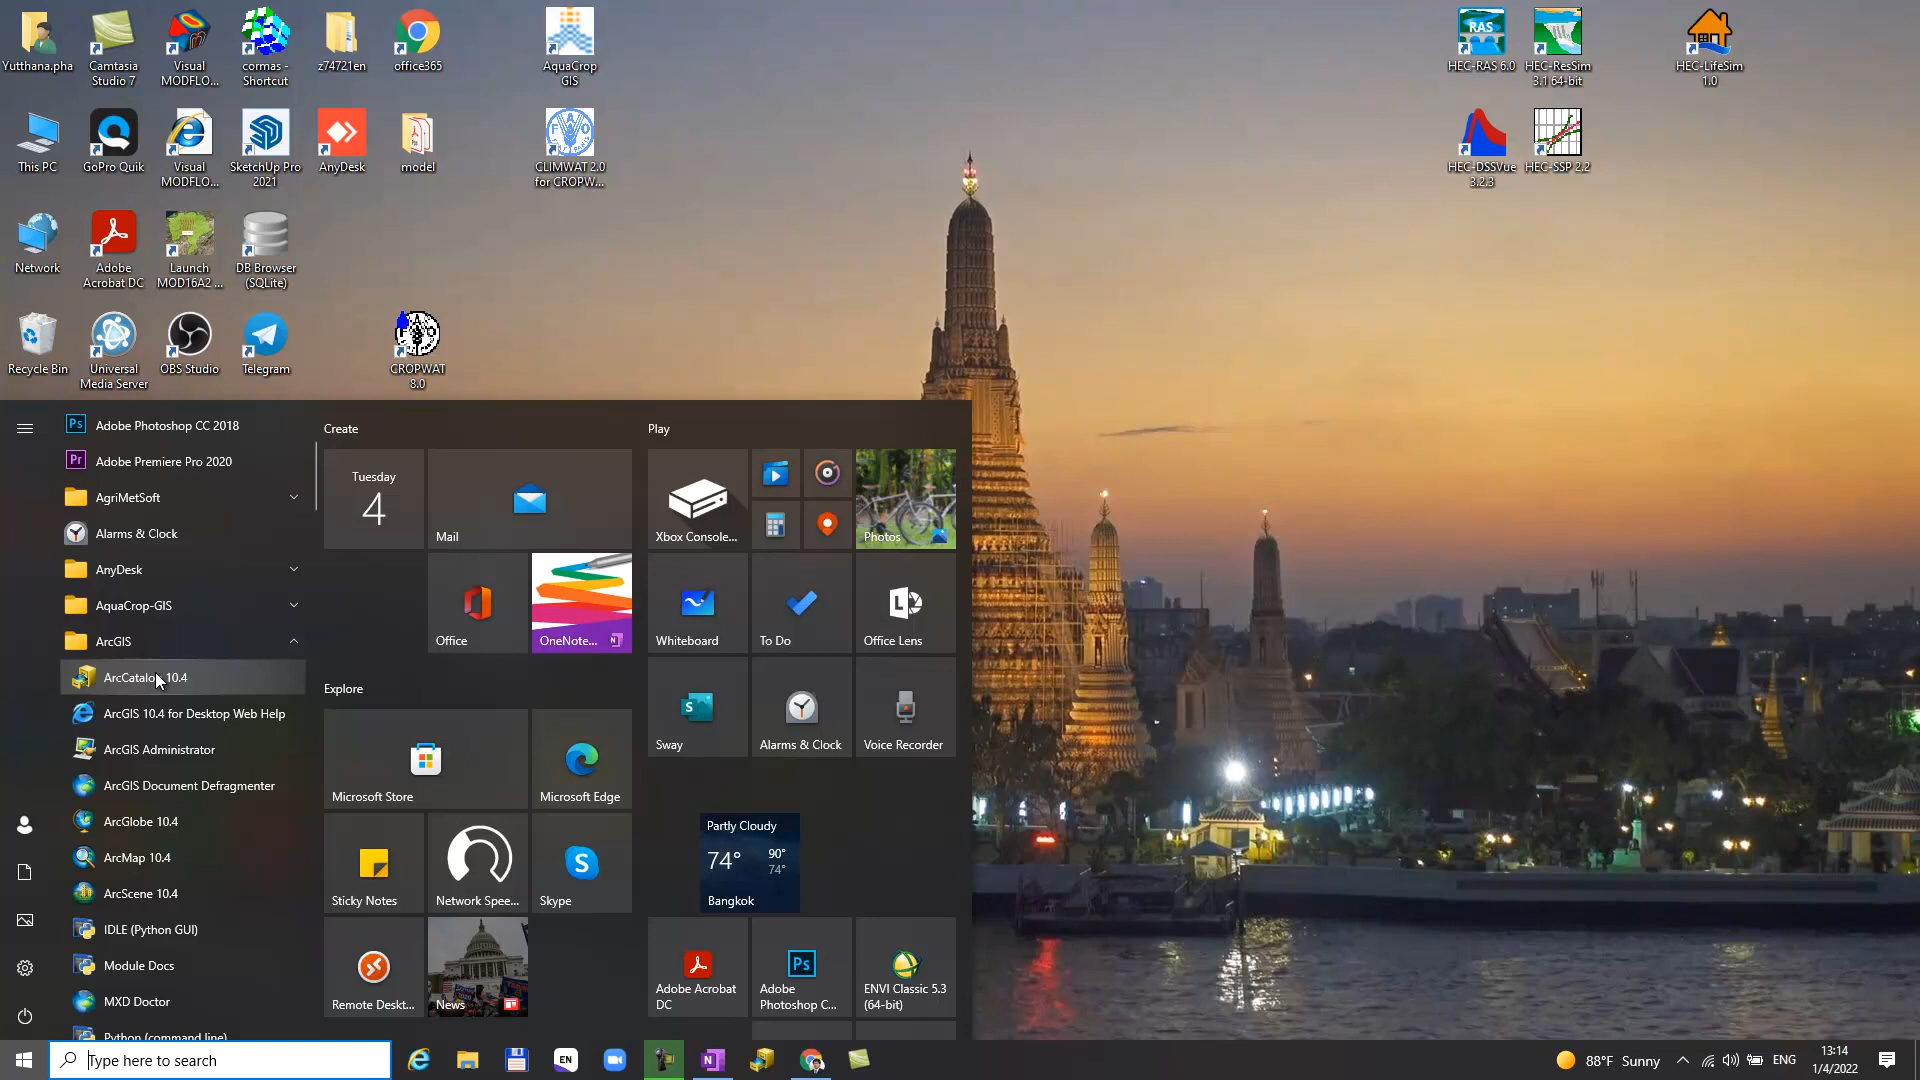 Yutthana.pha
Camtasia
Studio 7
Visual
MODFLO...
cormas -
Shortcut
z74721en
office365
AquaCrop
GIS
HEC-RAS 6.0
HEC-ResSim
3.1 64-bit
HEC-LifeSim
1.0
RAS
This PC
GoPro Quik
Visual
MODFLO...
SketchUp Pro
2021
AnyDesk
model
CLIMWAT 2.0
for CROPW...
HEC-DSSVue
3.2.3
HEC-SSP 2.2
Network
Adobe
Acrobat DC
Launch
MOD16A2 ...
DB Browser
(SQLite)
Recycle Bin
Universal
Media Server
OBS Studio
Telegram
CROPWAT
8.0
Ps
Adobe Photoshop CC 2018
Pr
Adobe Premiere Pro 2020
AgriMetSoft
Alarms & Clock
AnyDesk
AquaCrop-GIS
ArcGIS
ArcCatalog 10.4
ArcGIS 10.4 for Desktop Web Help
ArcGIS Administrator
ArcGIS Document Defragmenter
ArcGlobe 10.4
ArcMap 10.4
ArcScene 10.4
IDLE (Python GUI)
Module Docs
MXD Doctor
Python (command line)
Create
Tuesday
4
Mail
Office
OneNote...
Explore
Microsoft Store
Microsoft Edge
Sticky Notes
Network Spee...
Skype
Remote Deskt...
News
Play
Xbox Console...
Photos
Whiteboard
To Do
Office Lens
Sway
Alarms & Clock
Voice Recorder
Partly Cloudy
74°
90°
74°
Bangkok
Adobe Acrobat
DC
Ps
Adobe
Photoshop C...
ENVI Classic 5.3
(64-bit)
Type here to search
EN
88°F Sunny
ENG
13:14
1/4/2022